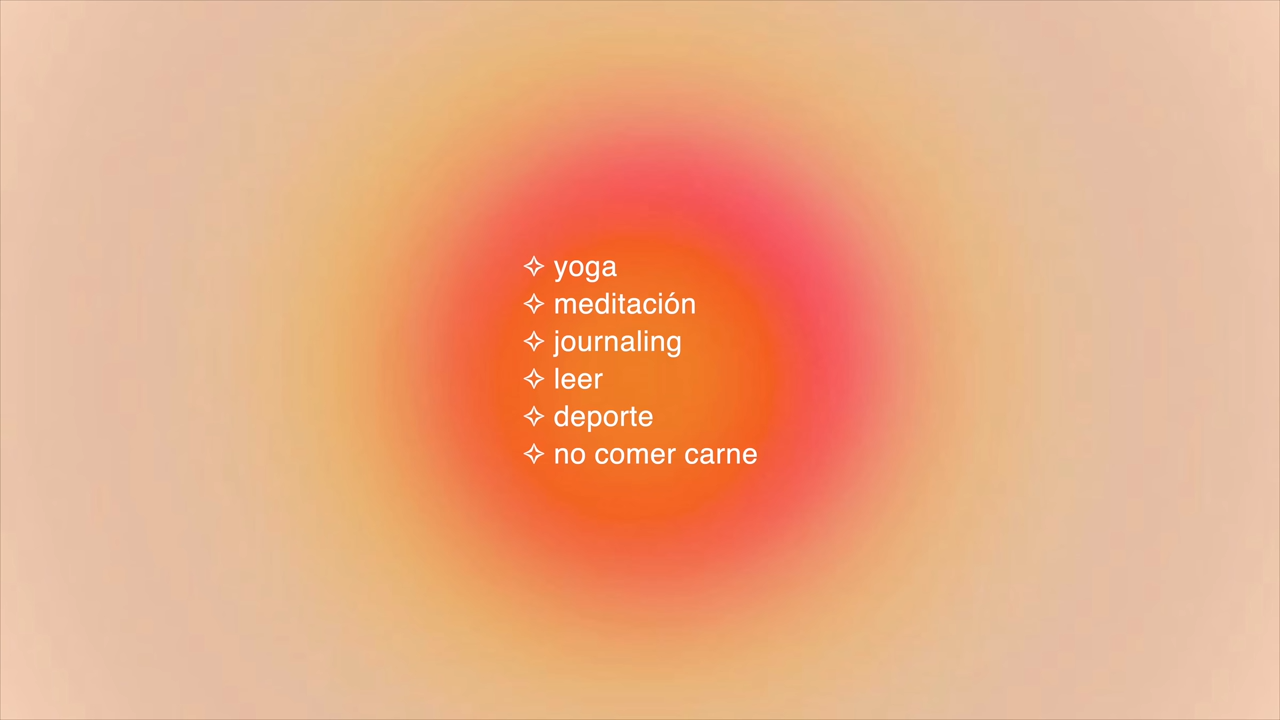 ✧ yoga
✧ meditación
✧ journaling
✧ leer
✧ deporte
✧ no comer carne